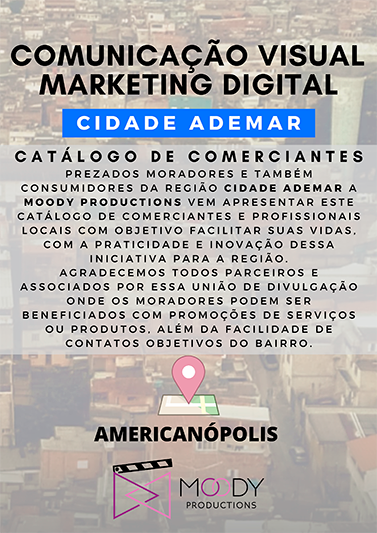 COMUNICAÇÃO VISUAL
MARKETING DIGITAL
CIDADE ADEMAR
CATÁLOGO DE COMERCIANTES
PREZADOS MORADORES E TAMBÉM
CONSUMIDORES DA REGIÃO CIDADE ADEMAR A
MOODY PRODUCTIONS VEM APRESENTAR ESTE
CATÁLOGO DE COMERCIANTES E PROFISSIONAIS
LOCAIS COM OBJETIVO FACILITAR SUAS VIDAS,
COM A PRATICIDADE E INOVAÇÃO DESSA
INICIATIVA PARA A REGIÃO.
AGRADECEMOS TODOS PARCEIROS E
ASSOCIADOS POR ESSA UNIÃO DE DIVULGAÇÃO
ONDE OS MORADORES PODEM SER
BENEFICIADOS COM PROMOÇÕES DE SERVIÇOS
OU PRODUTOS, ALÉM DA FACILIDADE DE
CONTATOS OBJETIVOS DO BAIRRO.
AMERICANÓPOLIS
MOODY
PRODUCTIONS